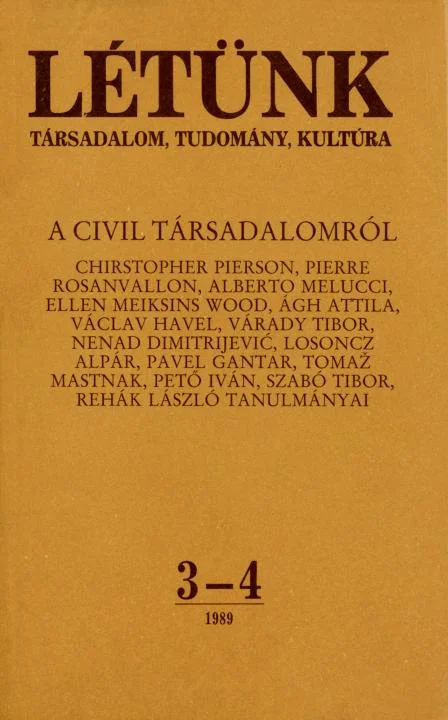 LÉTÜNK
TÁRSADALOM, TUDOMÁNY, KULTÚRA
A CIVIL TÁRSADALOMRÓL
CHIRSTOPHER PIERSON, PIERRE
ROSANVALLON, ALBERTO MELUCCI,
ELLEN MEIKSINS WOOD, ÁGH ATTILA,
VÁCLAV HAVEL, VÁRADY TIBOR,
NENAD DIMITRIJEVIĆ, LOSONCZ
ALPÁR, PAVEL GANTAR, TOMAŽ
MASTNAK, PETŐ IVÁN, SZABÓ TIBOR,
REHÁK LÁSZLÓ TANULMÁNYAI
3–4
1989